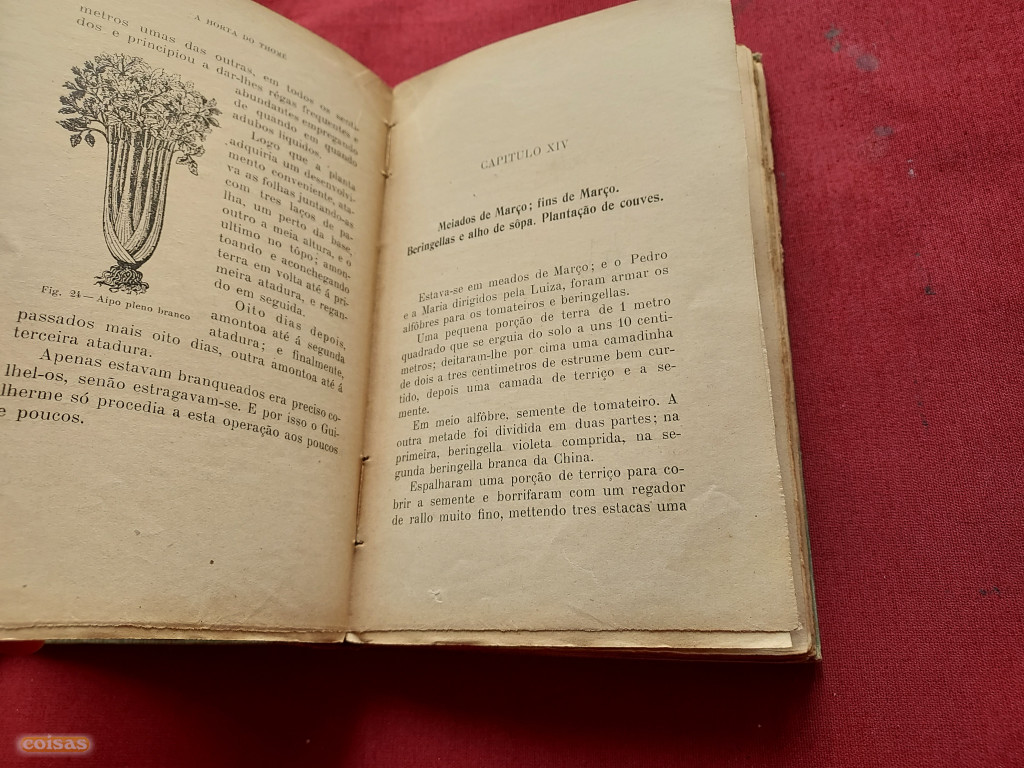 A HORTA DO THOMÉ
metros umas das outras, em todos os senti-
dos e principiou a dar-lhes régas frequentes e
abundantes empregando
de quando em quando
adubos liquidos.
Logo que a planta
adquiria um desenvolvi-
mento conveniente, ata-
va as folhas juntando-as
com tres laços de pa-
lha, um perto da base,
outro a meia altura, e o
ultimo no tôpo; amon-
toando e aconchegando
terra em volta até á pri-
meira atadura, e regan-
do em seguida.
Oito dias depois,
amontoa até á segunda
atadura; e finalmente,
Fig. 24 — Aipo pleno branco
passados mais oito dias, outra amontoa até á
terceira atadura.
Apenas estavam branqueados era preciso co-
lhel-os, senão estragavam-se. E por isso o Gui-
lherme só procedia a esta operação aos poucos
e poucos.
CAPITULO XIV
Meiados de Março; fins de Março.
Beringellas e alho de sôpa. Plantação de couves.
Estava-se em meados de Março; e o Pedro
e a Maria dirigidos pela Luiza, foram armar os
alfôbres para os tomateiros e beringellas.
Uma pequena porção de terra de 1 metro
quadrado que se erguia do solo a uns 10 centi-
metros; deitaram-lhe por cima uma camadinha
de dois a tres centimetros de estrume bem cur-
tido, depois uma camada de terriço e a se-
mente.
Em meio alfôbre, semente de tomateiro. A
outra metade foi dividida em duas partes; na
primeira, beringella violeta comprida, na se-
gunda beringella branca da China.
Espalharam uma porção de terriço para co-
brir a semente e borrifaram com um regador
de rallo muito fino, mettendo tres estacas uma
coisas